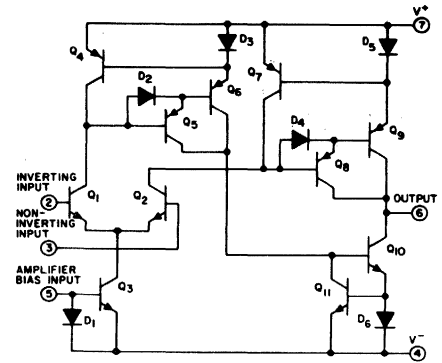 V+
7
Q4
D3
D5
Q7
D2
Q6
Q5
D4
Q9
Q8
INVERTING
INPUT
2
Q1
Q2
OUTPUT
6
NON-
INVERTING
INPUT
3
Q10
AMPLIFIER
BIAS INPUT
5
Q3
Q11
D1
D6
V-
4